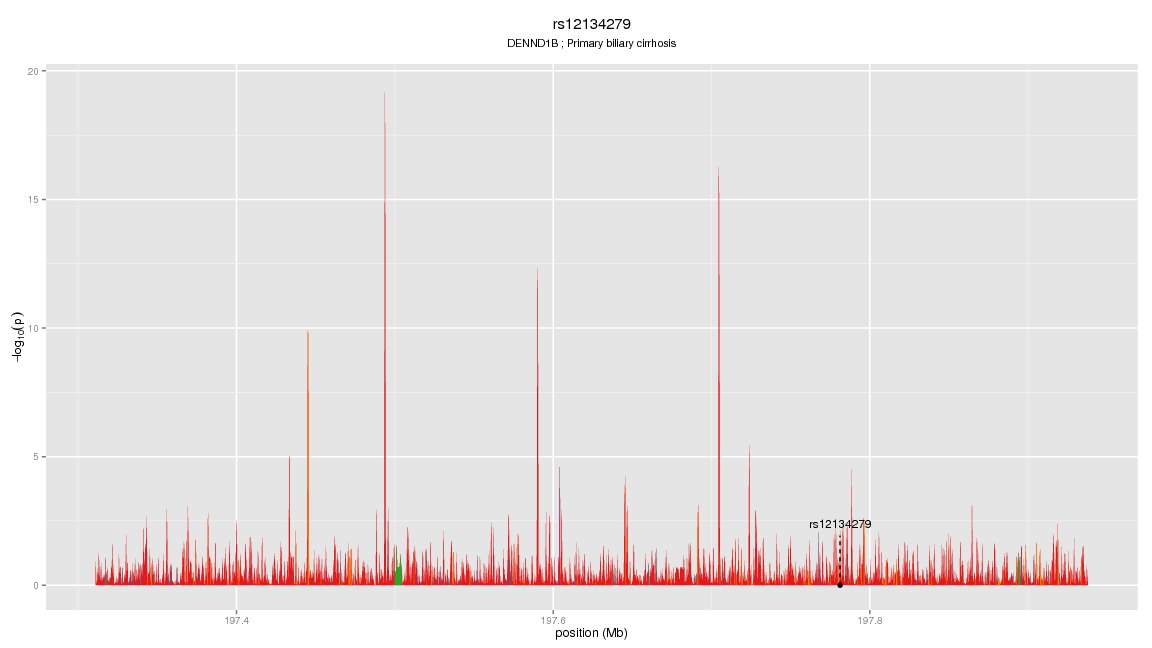 rs12134279
DENND1B ; Primary biliary cirrhosis
20
15
10
5
0
−log10(p)
rs12134279
197.4
197.6
197.8
position (Mb)